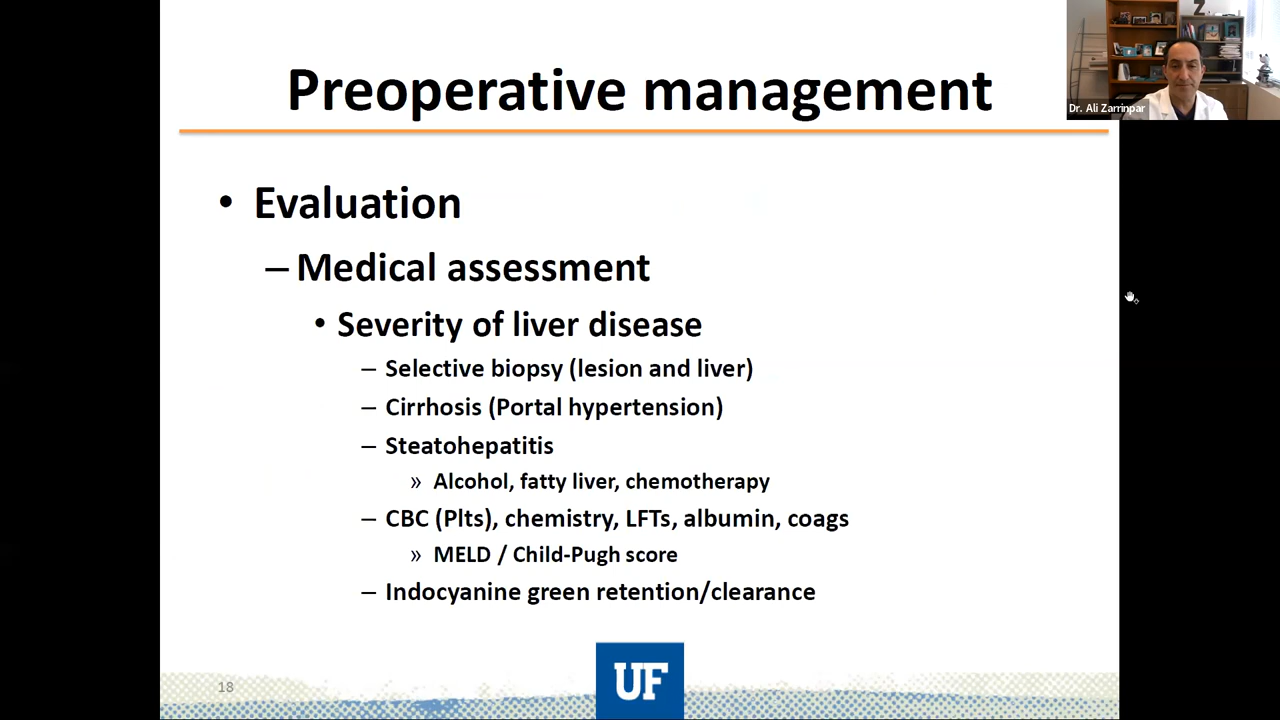 Preoperative management
Dr. Ali Zarrinpar
• Evaluation
– Medical assessment
• Severity of liver disease
– Selective biopsy (lesion and liver)
– Cirrhosis (Portal hypertension)
– Steatohepatitis
» Alcohol, fatty liver, chemotherapy
– CBC (Plts), chemistry, LFTs, albumin, coags
» MELD / Child-Pugh score
– Indocyanine green retention/clearance
18
UF